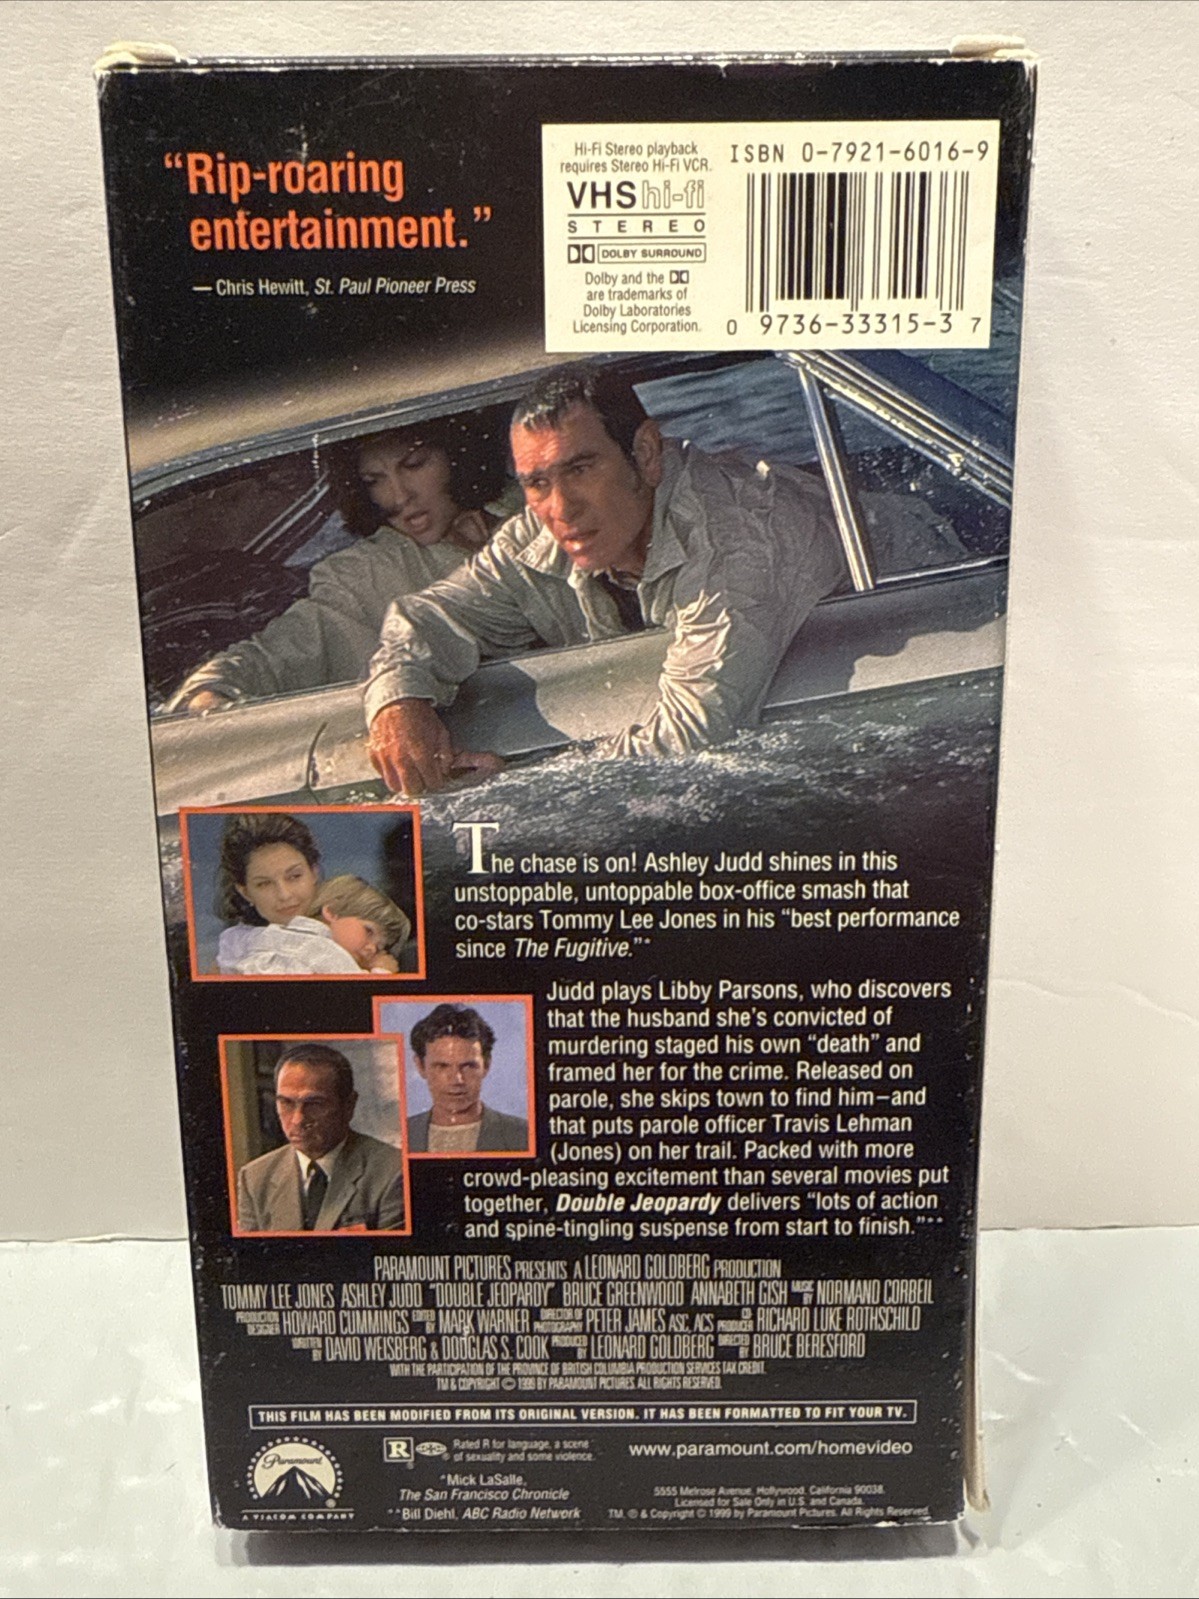 “Rip-roaring
entertainment.”
— Chris Hewitt, St. Paul Pioneer Press
Hi-Fi Stereo playback
requires Stereo Hi-Fi VCR.
VHS hi-fi
STEREO
DOLBY SURROUND
Dolby and the
are trademarks of
Dolby Laboratories
Licensing Corporation.
ISBN 0-7921-6016-9
0 9736-33315-3 7
The chase is on! Ashley Judd shines in this
unstoppable, untoppable box-office smash that
co-stars Tommy Lee Jones in his “best performance
since The Fugitive.”*
Judd plays Libby Parsons, who discovers
that the husband she’s convicted of
murdering staged his own “death” and
framed her for the crime. Released on
parole, she skips town to find him—and
that puts parole officer Travis Lehman
(Jones) on her trail. Packed with more
crowd-pleasing excitement than several movies put
together, Double Jeopardy delivers “lots of action
and spine-tingling suspense from start to finish.”**
PARAMOUNT PICTURES PRESENTS A LEONARD GOLDBERG PRODUCTION
TOMMY LEE JONES ASHLEY JUDD “DOUBLE JEOPARDY” BRUCE GREENWOOD ANNABETH GISH MUSIC BY NORMAND CORBEIL
PRODUCTION DESIGNER HOWARD CUMMINGS EDITED BY MARK WARNER DIRECTOR OF PHOTOGRAPHY PETER JAMES ASC, ACS CO-PRODUCER RICHARD LUKE ROTHSCHILD
WRITTEN BY DAVID WEISBERG & DOUGLAS S. COOK PRODUCED BY LEONARD GOLDBERG DIRECTED BY BRUCE BERESFORD
WITH THE PARTICIPATION OF THE PROVINCE OF BRITISH COLUMBIA PRODUCTION SERVICES TAX CREDIT.
TM & COPYRIGHT © 1999 BY PARAMOUNT PICTURES. ALL RIGHTS RESERVED.
THIS FILM HAS BEEN MODIFIED FROM ITS ORIGINAL VERSION. IT HAS BEEN FORMATTED TO FIT YOUR TV.
Paramount
A VIACOM COMPANY
R
Rated R for language, a scene
of sexuality and some violence.
*Mick LaSalle,
The San Francisco Chronicle
**Bill Diehl, ABC Radio Network
www.paramount.com/homevideo
5555 Melrose Avenue, Hollywood, California 90038.
Licensed for Sale Only in U.S. and Canada.
TM, ® & Copyright © 1999 by Paramount Pictures. All Rights Reserved.